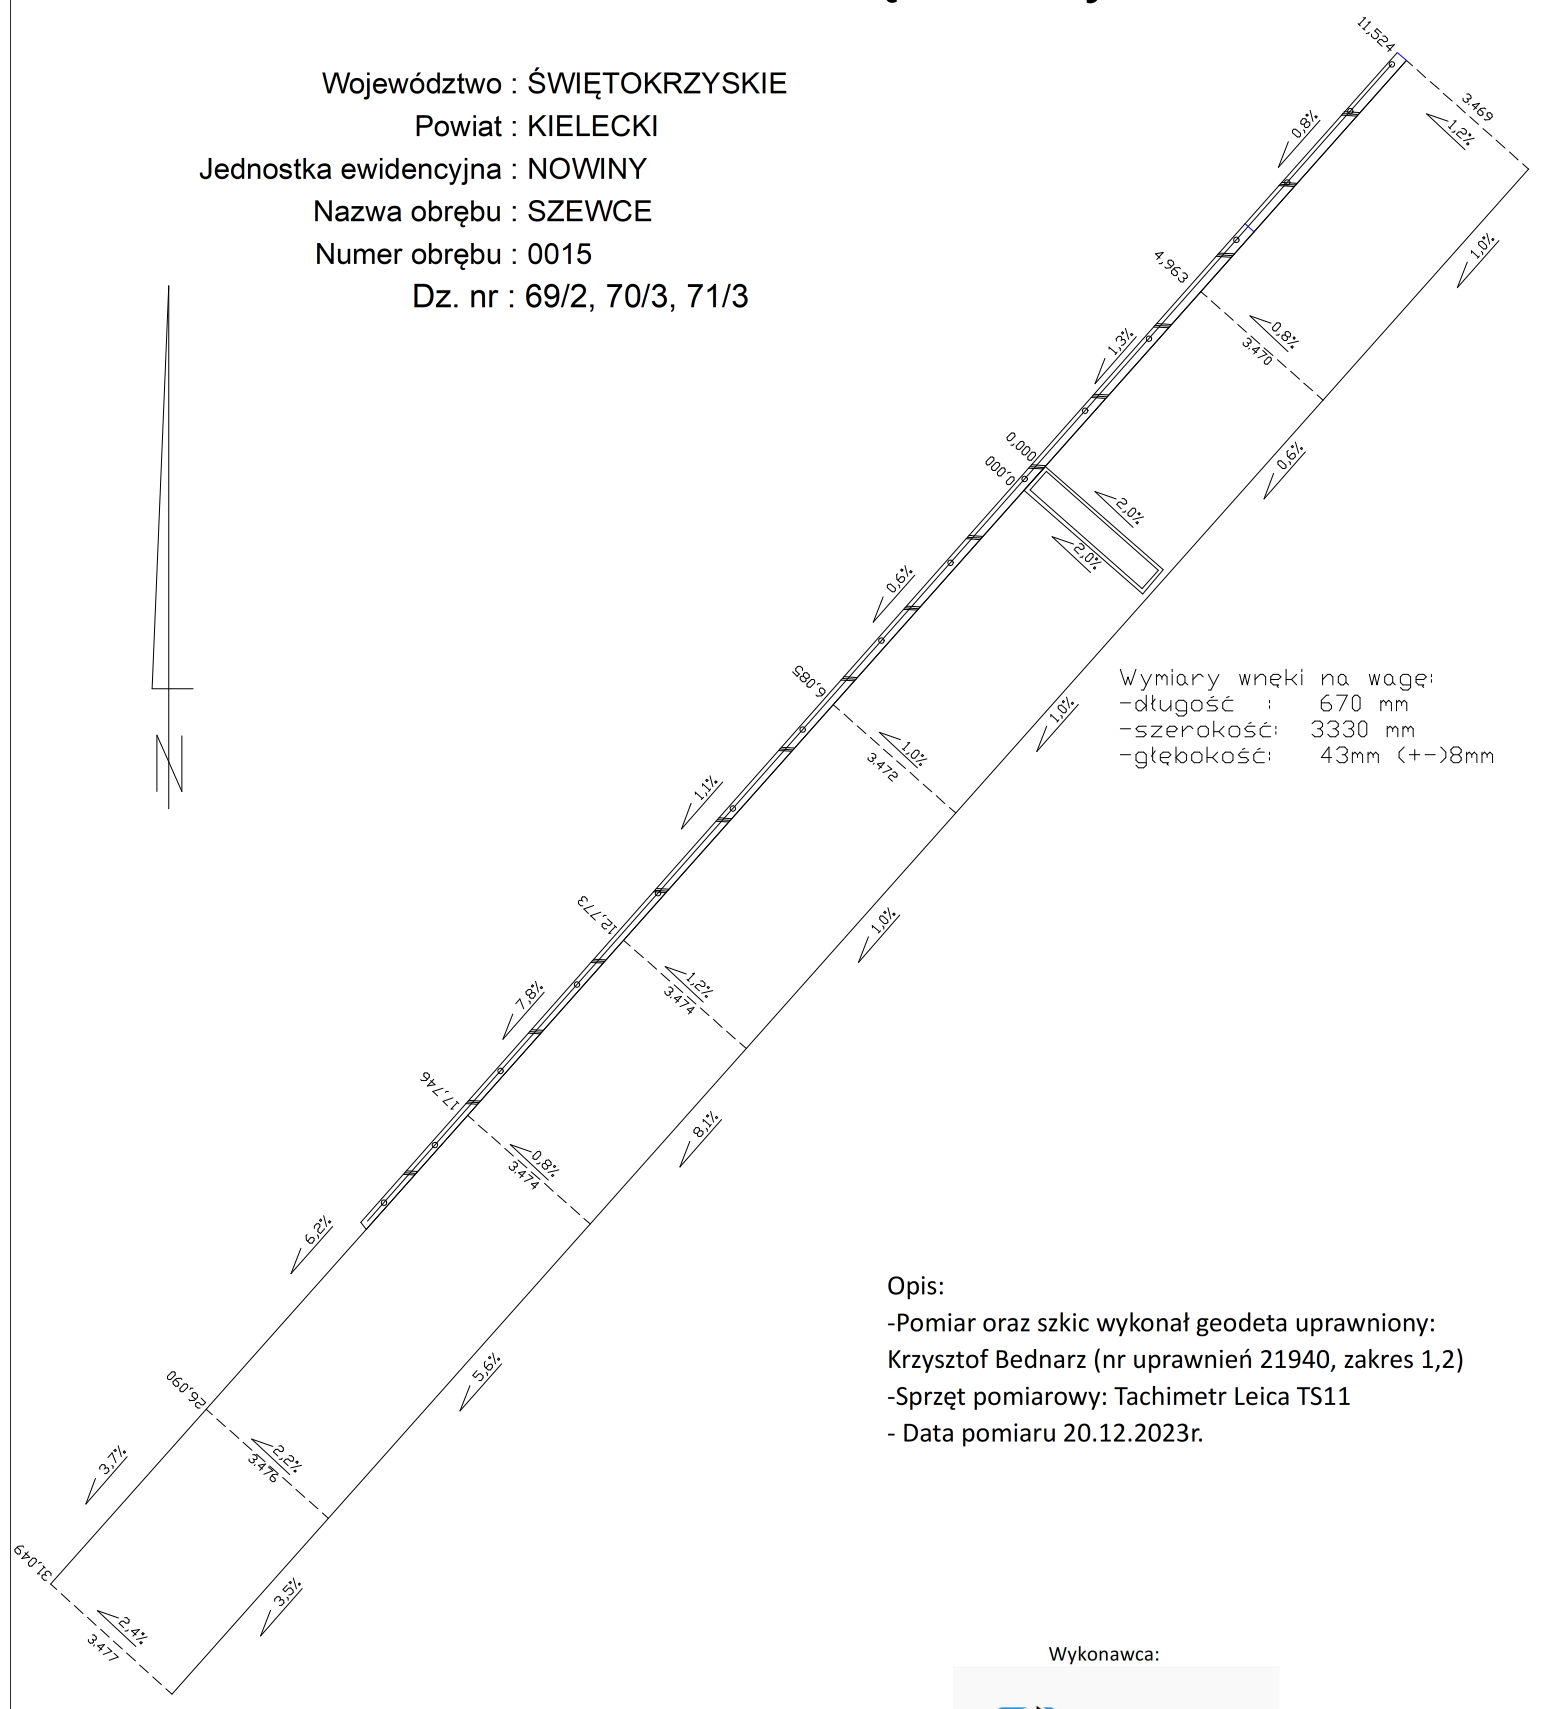 Województwo : ŚWIĘTOKRZYSKIE
Powiat : KIELECKI
Jednostka ewidencyjna : NOWINY
Nazwa obrębu : SZEWCE
Numer obrębu : 0015
Dz. nr : 69/2, 70/3, 71/3
11,524
3.469
1,2%
0,8%
1,0%
4,963
0,8%
3.470
1,3%
0,6%
0,000
0,000
2,0%
2,0%
0,6%
6,085
1,0%
3.472
1,0%
Wymiary wnęki na wagę:
-długość : 670 mm
-szerokość: 3330 mm
-głębokość: 43mm (+-)8mm
1,1%
1,0%
12,773
1,2%
3.474
7,8%
8,1%
17,746
0,8%
3.474
6,2%
5,6%
26,090
2,2%
3.476
3,7%
3,5%
31,049
2,4%
3.477
N
Opis:
-Pomiar oraz szkic wykonał geodeta uprawniony:
Krzysztof Bednarz (nr uprawnień 21940, zakres 1,2)
-Sprzęt pomiarowy: Tachimetr Leica TS11
- Data pomiaru 20.12.2023r.
Wykonawca: